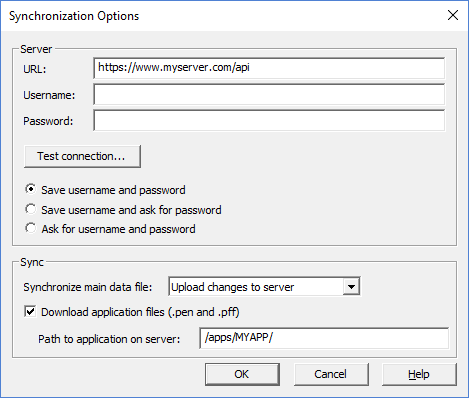 Synchronization Options
Server
URL: https://www.myserver.com/api
Username:
Password:
Test connection...
Save username and password
Save username and ask for password
Ask for username and password
Sync
Synchronize main data file: Upload changes to server
Download application files (.pen and .pff)
Path to application on server: /apps/MYAPP/
OK Cancel Help